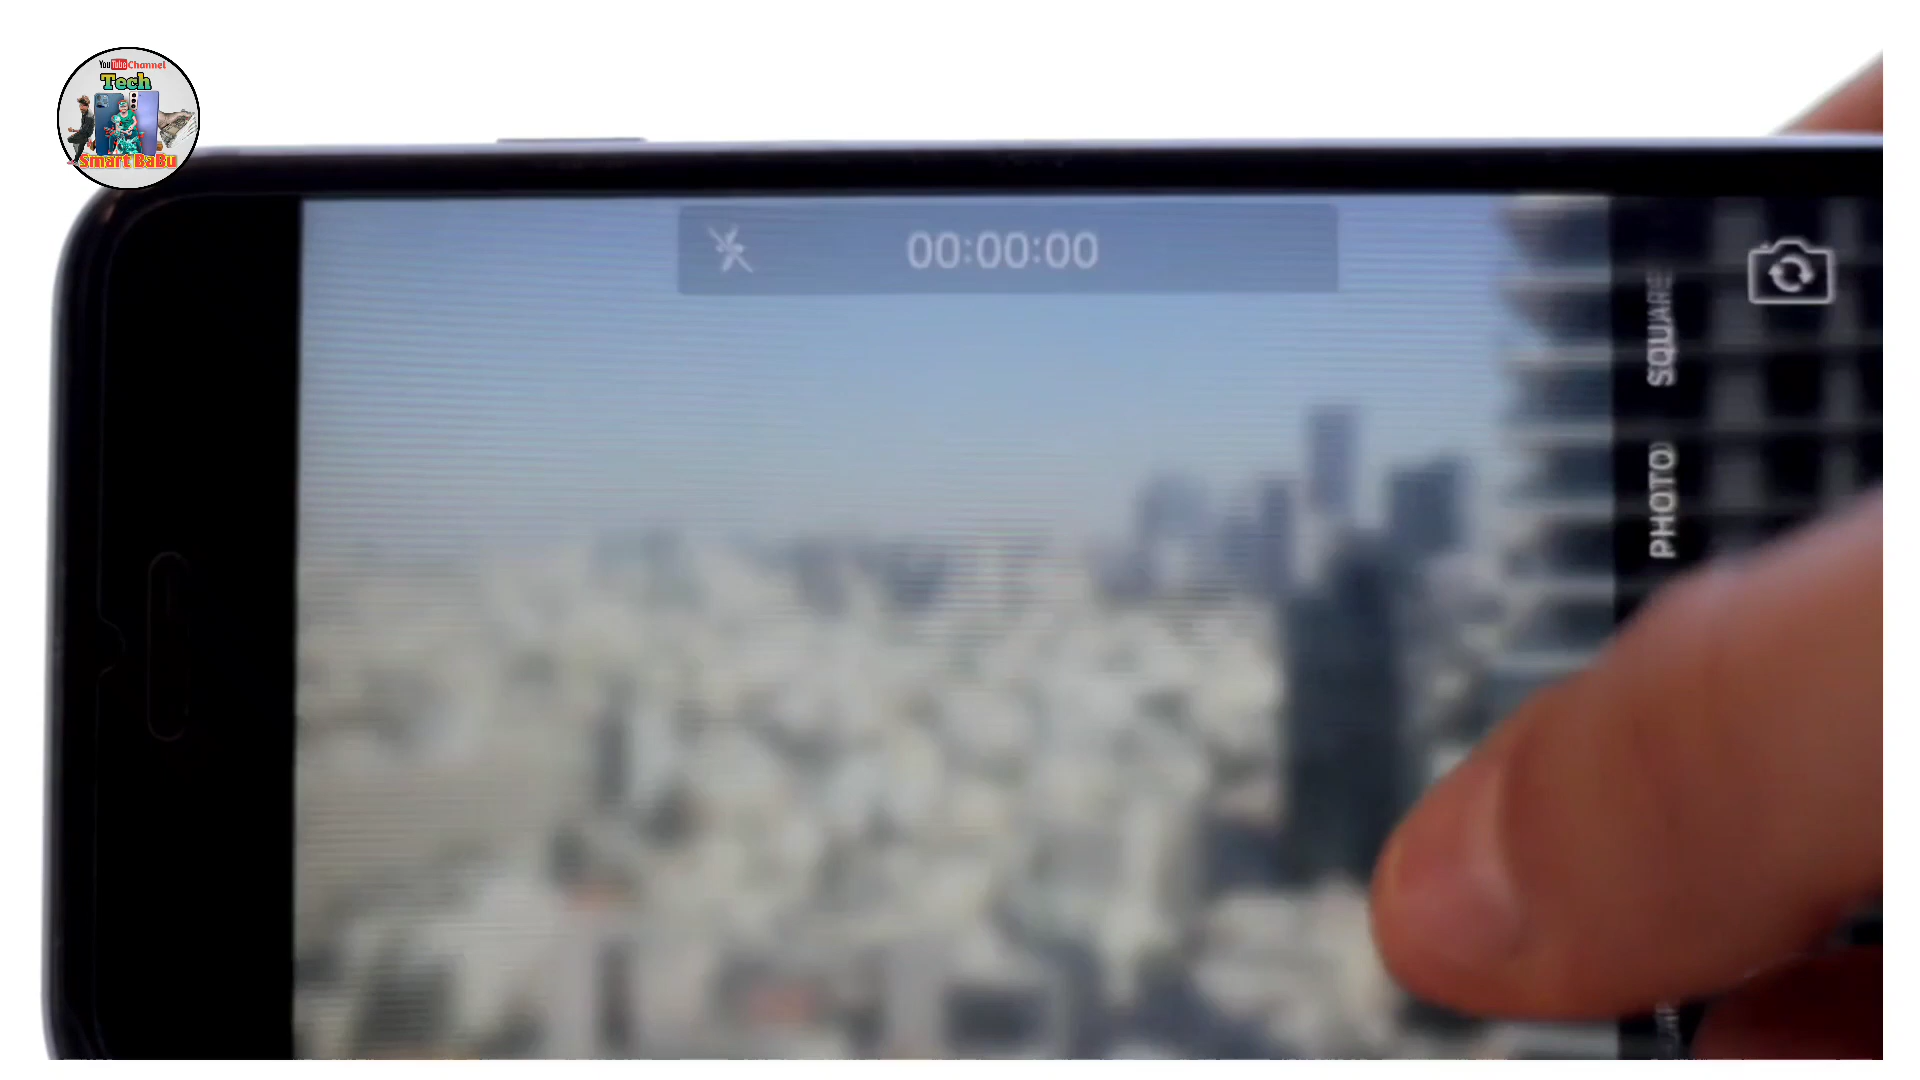 YouTube Channel
Tech
Smart BaBu
00:00:00
SQUARE
PHOTO